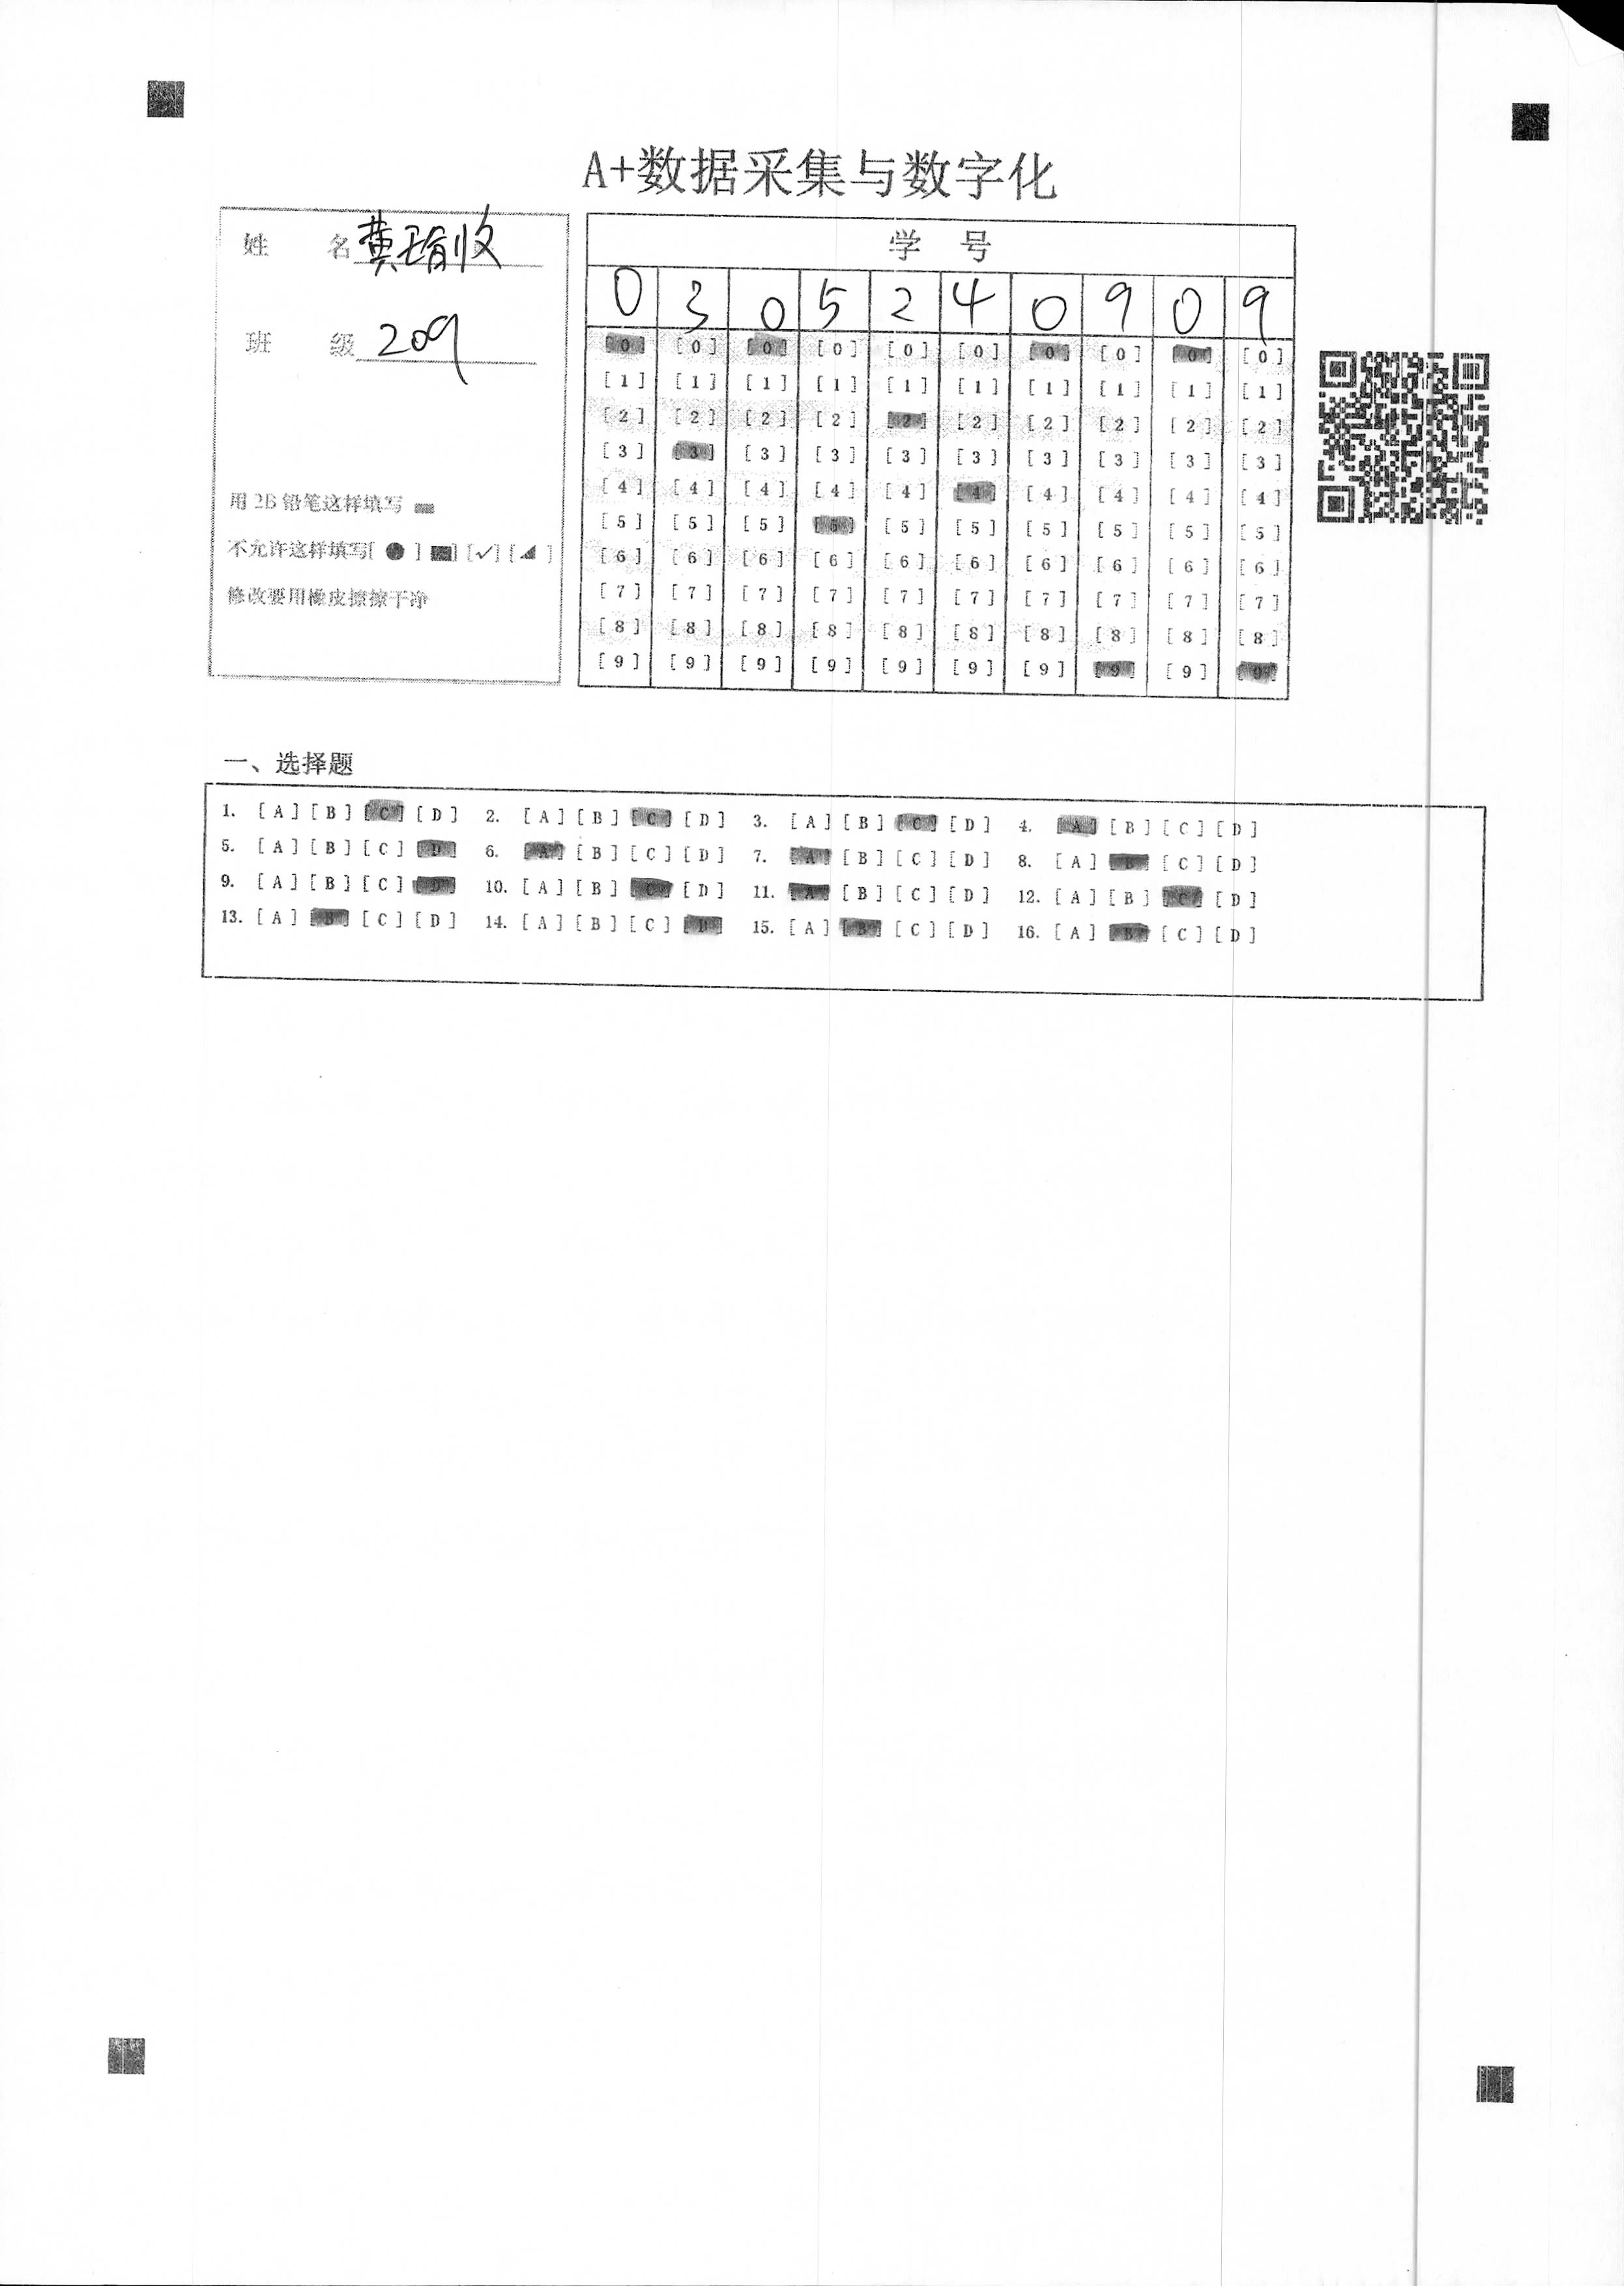 A+数据采集与数字化
姓 名 黄瑃收
班 级 209
用2B铅笔这样填写
不允许这样填写[ ● ] [■] [✓] [◢ ]
修改要用橡皮擦擦干净
学 号
0 3 0 5 2 4 0 9 0 9
[0] [0] [0] [0] [0] [0] [0] [0] [0] [0]
[1] [1] [1] [1] [1] [1] [1] [1] [1] [1]
[2] [2] [2] [2] [2] [2] [2] [2] [2] [2]
[3] [3] [3] [3] [3] [3] [3] [3] [3] [3]
[4] [4] [4] [4] [4] [4] [4] [4] [4] [4]
[5] [5] [5] [5] [5] [5] [5] [5] [5] [5]
[6] [6] [6] [6] [6] [6] [6] [6] [6] [6]
[7] [7] [7] [7] [7] [7] [7] [7] [7] [7]
[8] [8] [8] [8] [8] [8] [8] [8] [8] [8]
[9] [9] [9] [9] [9] [9] [9] [9] [9] [9]
一、选择题
1. [A] [B] [C] [D] 2. [A] [B] [C] [D] 3. [A] [B] [C] [D] 4. [A] [B] [C] [D]
5. [A] [B] [C] [D] 6. [A] [B] [C] [D] 7. [A] [B] [C] [D] 8. [A] [B] [C] [D]
9. [A] [B] [C] [D] 10. [A] [B] [C] [D] 11. [A] [B] [C] [D] 12. [A] [B] [C] [D]
13. [A] [B] [C] [D] 14. [A] [B] [C] [D] 15. [A] [B] [C] [D] 16. [A] [B] [C] [D]